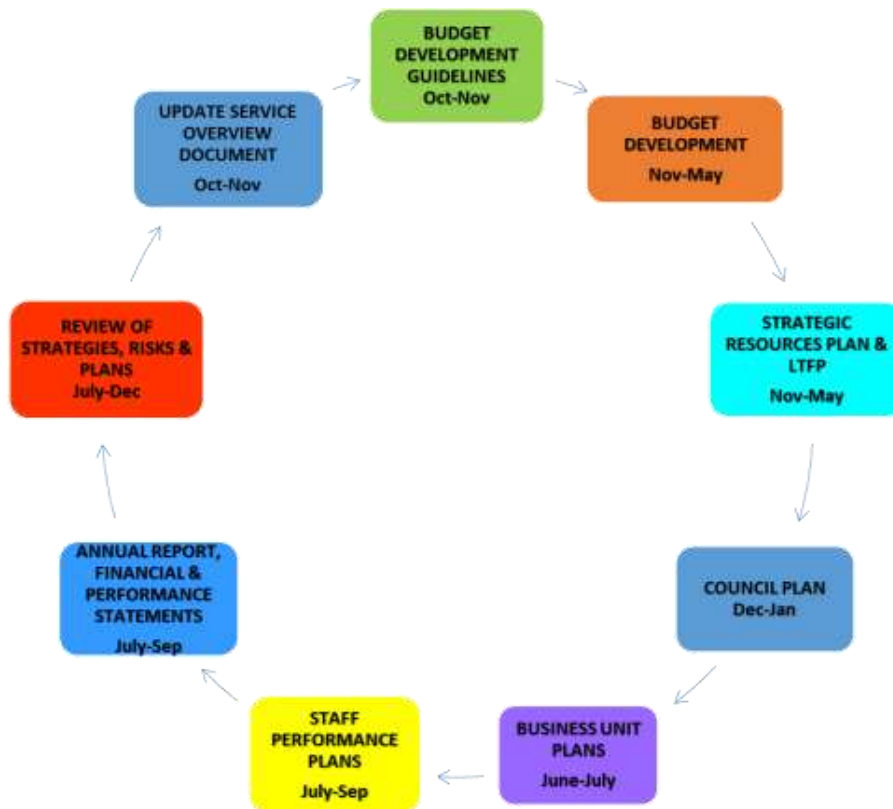 BUDGET
DEVELOPMENT
GUIDELINES
Oct-Nov
BUDGET
DEVELOPMENT
Nov-May
STRATEGIC
RESOURCES PLAN &
LTFP
Nov-May
COUNCIL PLAN
Dec-Jan
BUSINESS UNIT
PLANS
June-July
STAFF
PERFORMANCE
PLANS
July-Sep
ANNUAL REPORT,
FINANCIAL &
PERFORMANCE
STATEMENTS
July-Sep
REVIEW OF
STRATEGIES, RISKS &
PLANS
July-Dec
UPDATE SERVICE
OVERVIEW
DOCUMENT
Oct-Nov